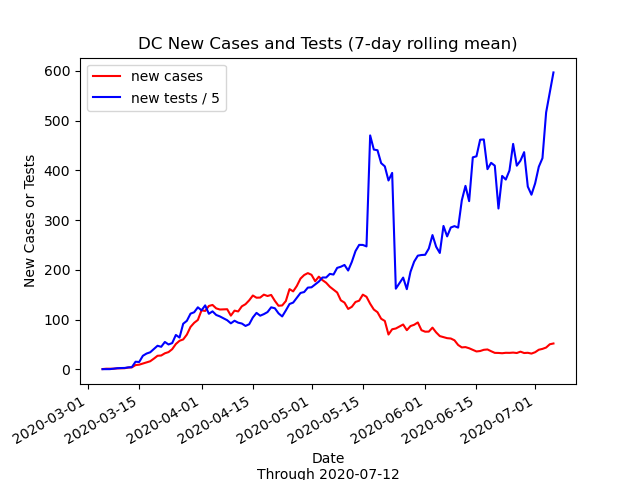 DC New Cases and Tests (7-day rolling mean)
new cases
new tests / 5
600
500
400
300
200
100
0
New Cases or Tests
2020-03-01
2020-03-15
2020-04-01
2020-04-15
2020-05-01
2020-05-15
2020-06-01
2020-06-15
2020-07-01
Date
Through 2020-07-12